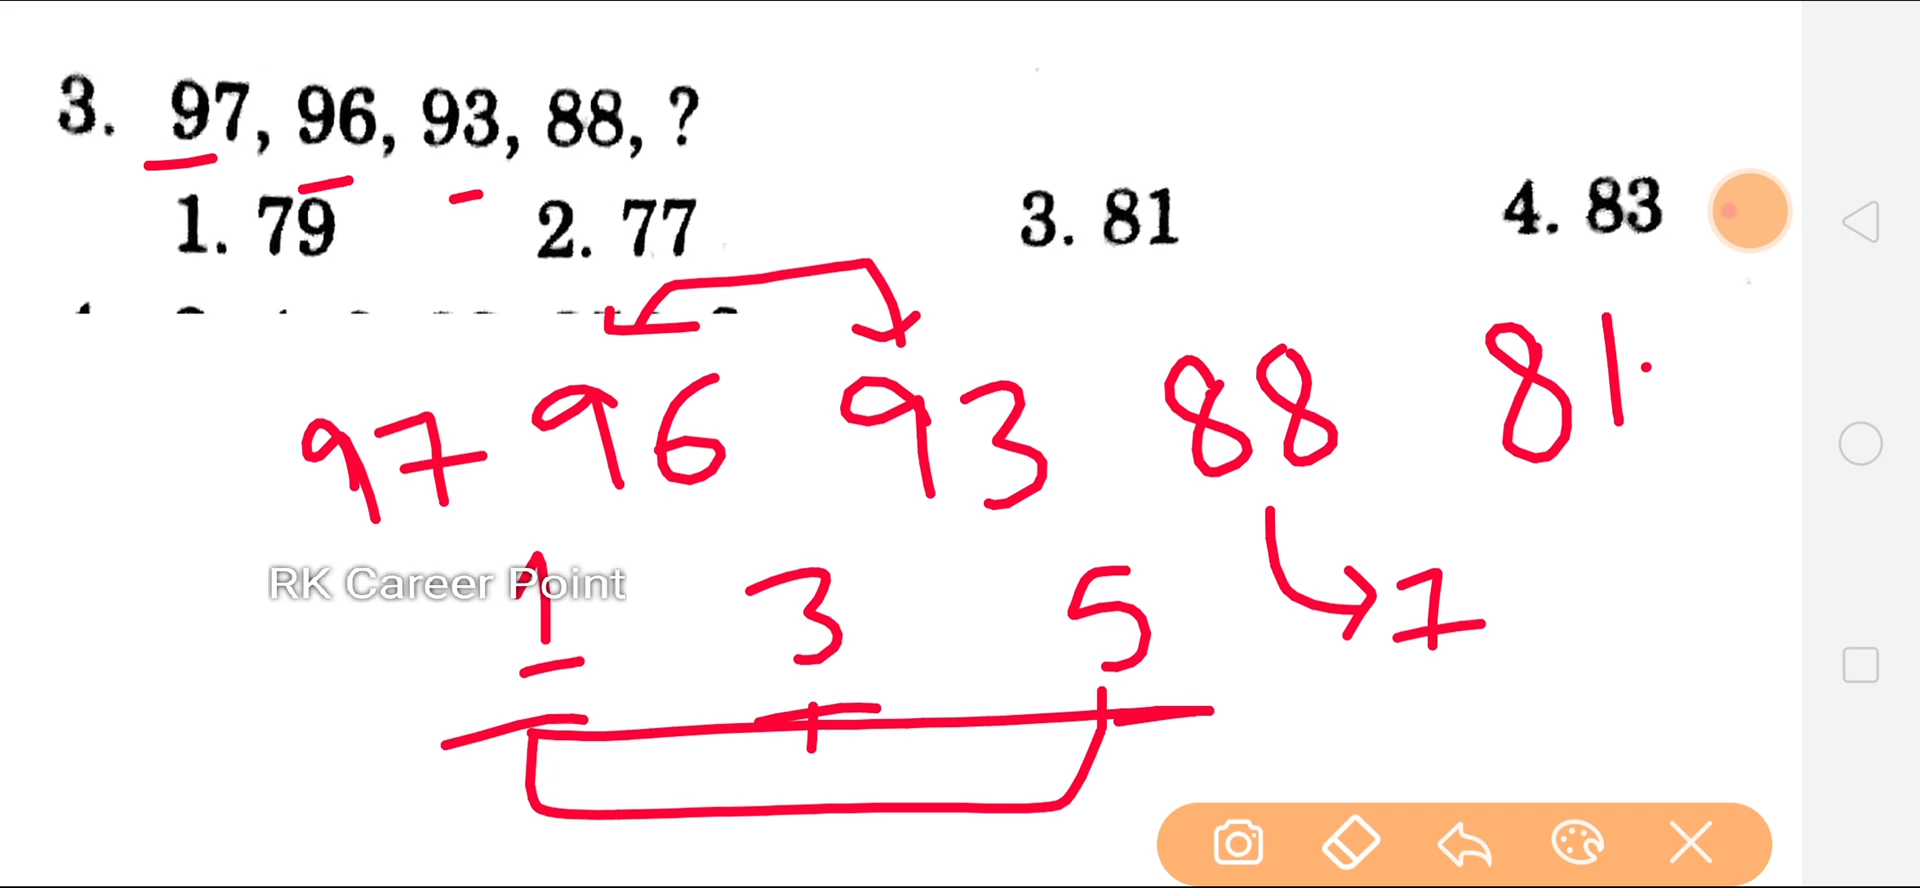 3. 97, 96, 93, 88, ?
1. 79 2. 77 3. 81 4. 83
97 96 93 88 81.
RK Career Point
1 3 5 7